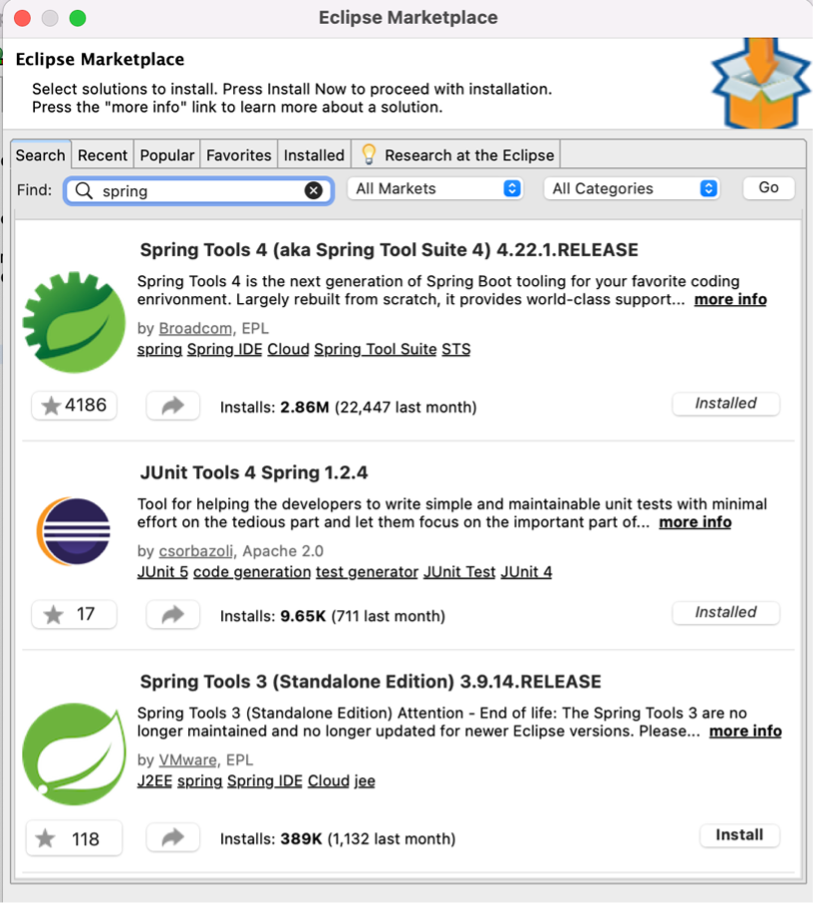 Eclipse Marketplace
Eclipse Marketplace
Select solutions to install. Press Install Now to proceed with installation.
Press the "more info" link to learn more about a solution.
Search Recent Popular Favorites Installed Research at the Eclipse
Find: spring All Markets All Categories Go
Spring Tools 4 (aka Spring Tool Suite 4) 4.22.1.RELEASE
Spring Tools 4 is the next generation of Spring Boot tooling for your favorite coding
enrivonment. Largely rebuilt from scratch, it provides world-class support... more info
by Broadcom, EPL
spring Spring IDE Cloud Spring Tool Suite STS
4186 Installs: 2.86M (22,447 last month) Installed
JUnit Tools 4 Spring 1.2.4
Tool for helping the developers to write simple and maintainable unit tests with minimal
effort on the tedious part and let them focus on the important part of... more info
by csorbazoli, Apache 2.0
JUnit 5 code generation test generator JUnit Test JUnit 4
17 Installs: 9.65K (711 last month) Installed
Spring Tools 3 (Standalone Edition) 3.9.14.RELEASE
Spring Tools 3 (Standalone Edition) Attention - End of life: The Spring Tools 3 are no
longer maintained and no longer updated for newer Eclipse versions. Please... more info
by VMware, EPL
J2EE spring Spring IDE Cloud jee
118 Installs: 389K (1,132 last month) Install